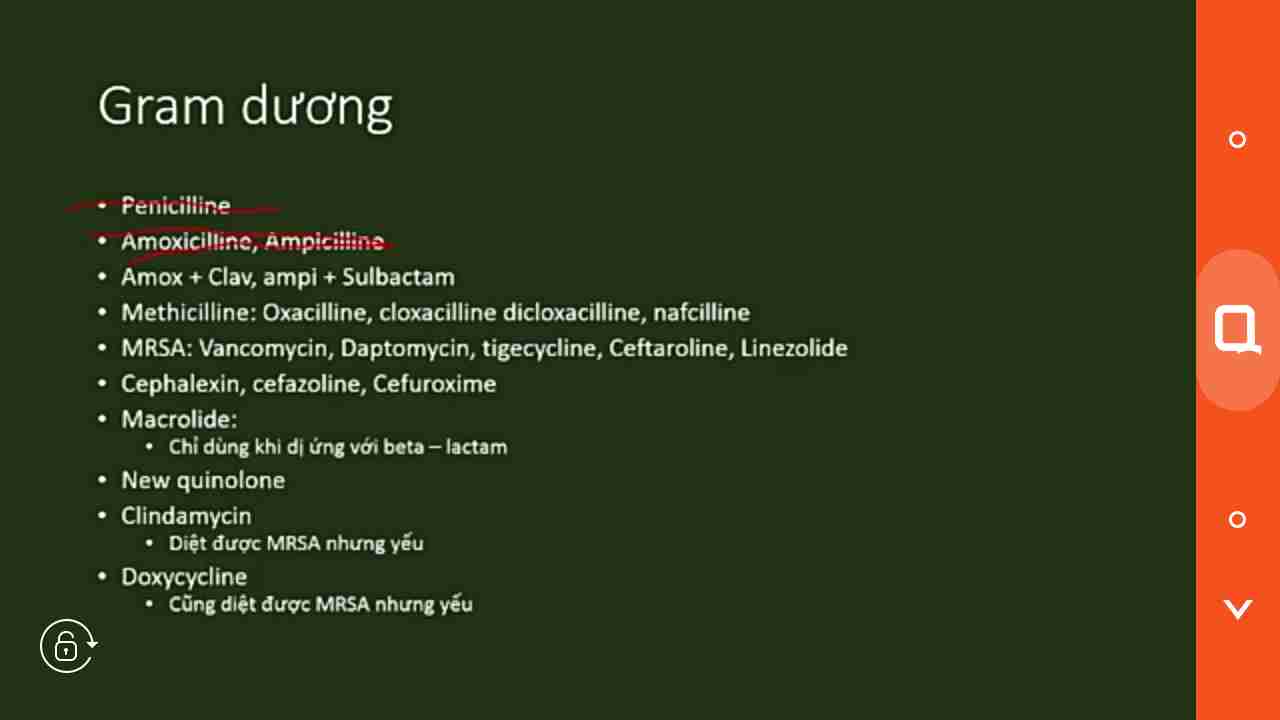 Gram dương
• Penicilline
• Amoxicilline, Ampicilline
• Amox + Clav, ampi + Sulbactam
• Methicilline: Oxacilline, cloxacilline dicloxacilline, nafcilline
• MRSA: Vancomycin, Daptomycin, tigecycline, Ceftaroline, Linezolide
• Cephalexin, cefazoline, Cefuroxime
• Macrolide:
• Chỉ dùng khi dị ứng với beta – lactam
• New quinolone
• Clindamycin
• Diệt được MRSA nhưng yếu
• Doxycycline
• Cũng diệt được MRSA nhưng yếu